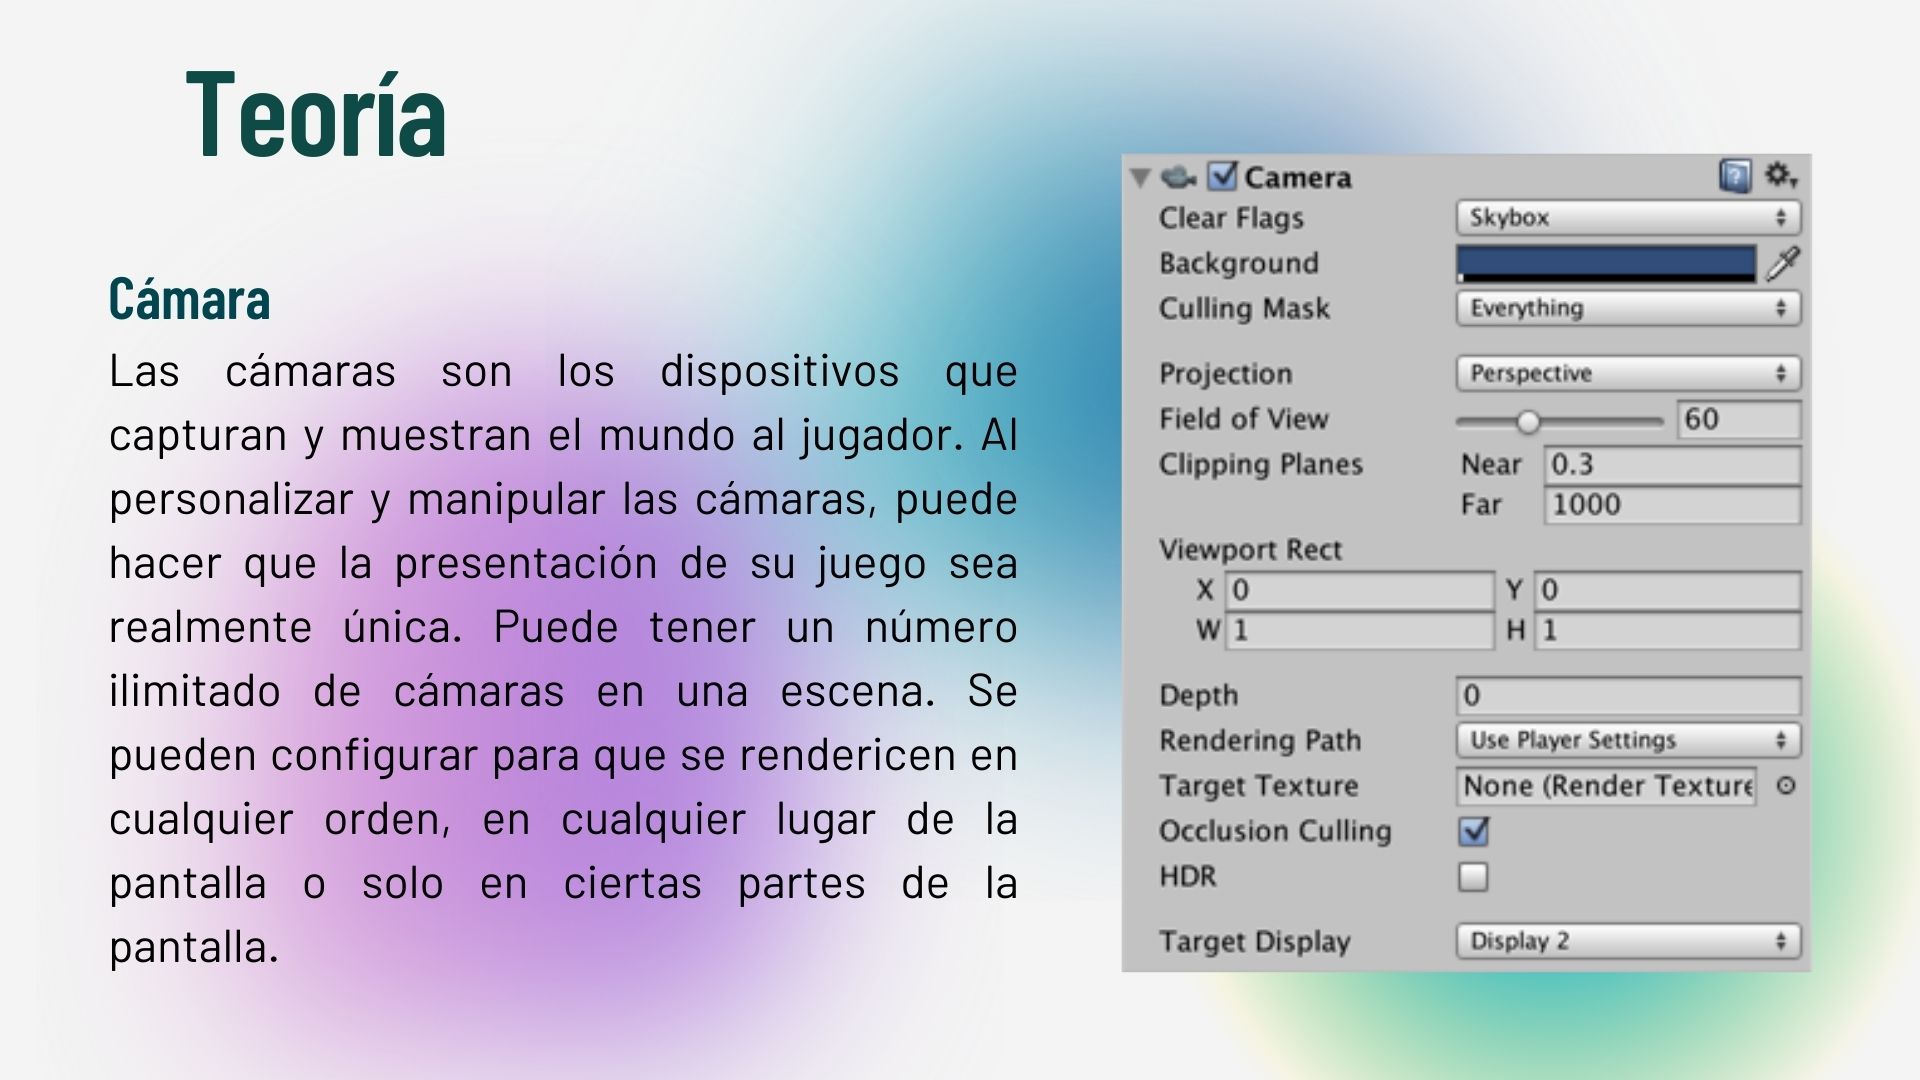 Teoría
Cámara
Las cámaras son los dispositivos que
capturan y muestran el mundo al jugador. Al
personalizar y manipular las cámaras, puede
hacer que la presentación de su juego sea
realmente única. Puede tener un número
ilimitado de cámaras en una escena. Se
pueden configurar para que se rendericen en
cualquier orden, en cualquier lugar de la
pantalla o solo en ciertas partes de la
pantalla.
Camera
Clear Flags Skybox
Background
Culling Mask Everything
Projection Perspective
Field of View 60
Clipping Planes Near 0.3
Far 1000
Viewport Rect
X 0 Y 0
W 1 H 1
Depth 0
Rendering Path Use Player Settings
Target Texture None (Render Texture
Occlusion Culling
HDR
Target Display Display 2